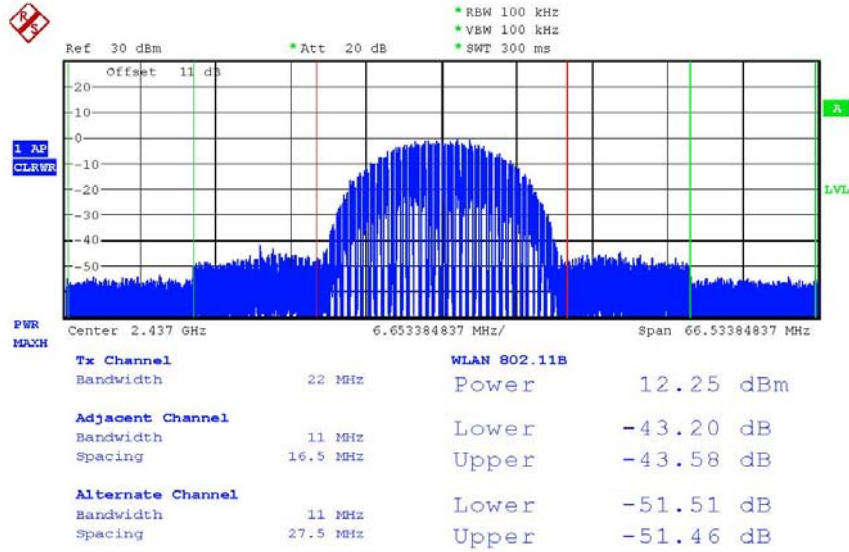 R S
* RBW 100 kHz
* VBW 100 kHz
Ref 30 dBm * Att 20 dB * SWT 300 ms
Offset 11 dB
20
10
A
0
1 AP
CLRWR
-10
-20
LVL
-30
-40
-50
PWR
MAXH
Center 2.437 GHz 6.653384837 MHz/ Span 66.53384837 MHz
Tx Channel WLAN 802.11B
Bandwidth 22 MHz Power 12.25 dBm
Adjacent Channel
Bandwidth 11 MHz Lower -43.20 dB
Spacing 16.5 MHz Upper -43.58 dB
Alternate Channel
Bandwidth 11 MHz Lower -51.51 dB
Spacing 27.5 MHz Upper -51.46 dB